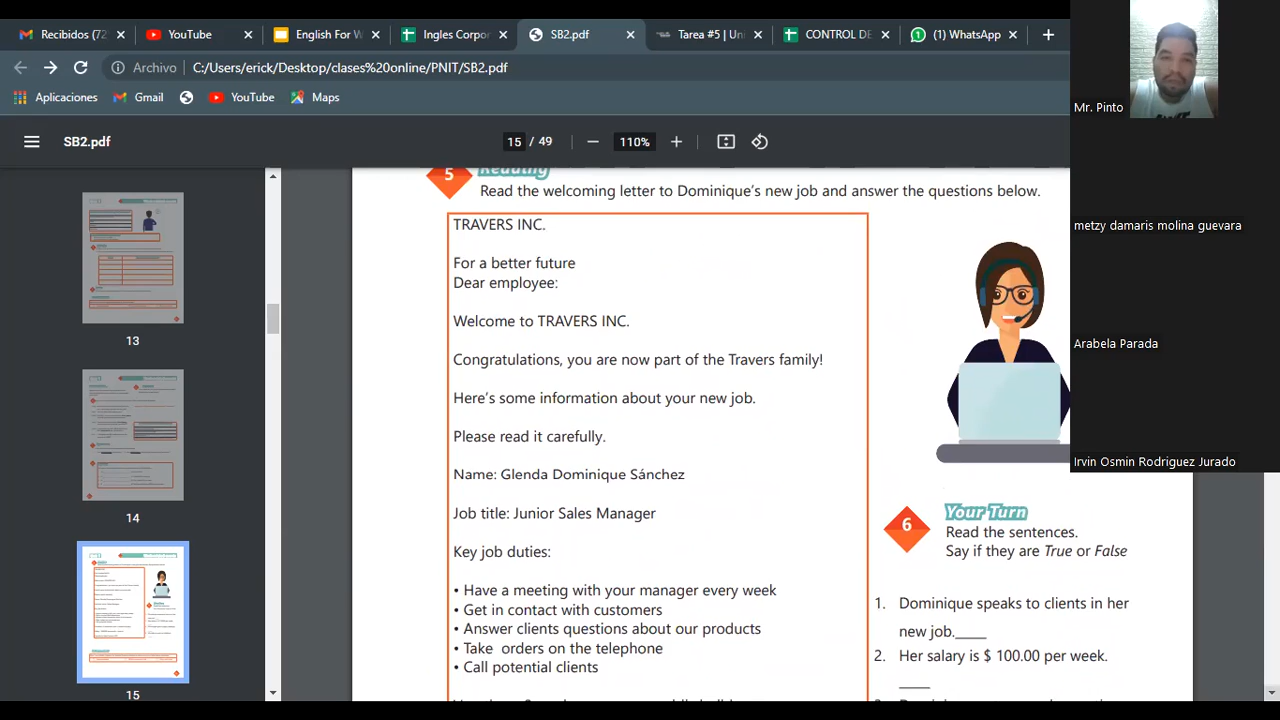 Recibidos (72
YouTube
English For W
Inglés Corpo
SB2.pdf
Tarea #5 | Un
CONTROL DE
(1) WhatsApp
Archivo
C:/Users/erick/Desktop/class%20online/SB2.pdf
Aplicaciones
Gmail
YouTube
Maps
SB2.pdf
15 / 49
110%
13
14
15
5
Reading
Read the welcoming letter to Dominique's new job and answer the questions below.
TRAVERS INC.
For a better future
Dear employee:
Welcome to TRAVERS INC.
Congratulations, you are now part of the Travers family!
Here's some information about your new job.
Please read it carefully.
Name: Glenda Dominique Sánchez
Job title: Junior Sales Manager
Key job duties:
• Have a meeting with your manager every week
• Get in contact with customers
• Answer clients questions about our products
• Take orders on the telephone
• Call potential clients
6
Your Turn
Read the sentences.
Say if they are True or False
1. Dominique speaks to clients in her
new job.____
2. Her salary is $ 100.00 per week.
____
Mr. Pinto
metzy damaris molina guevara
Arabela Parada
Irvin Osmin Rodriguez Jurado